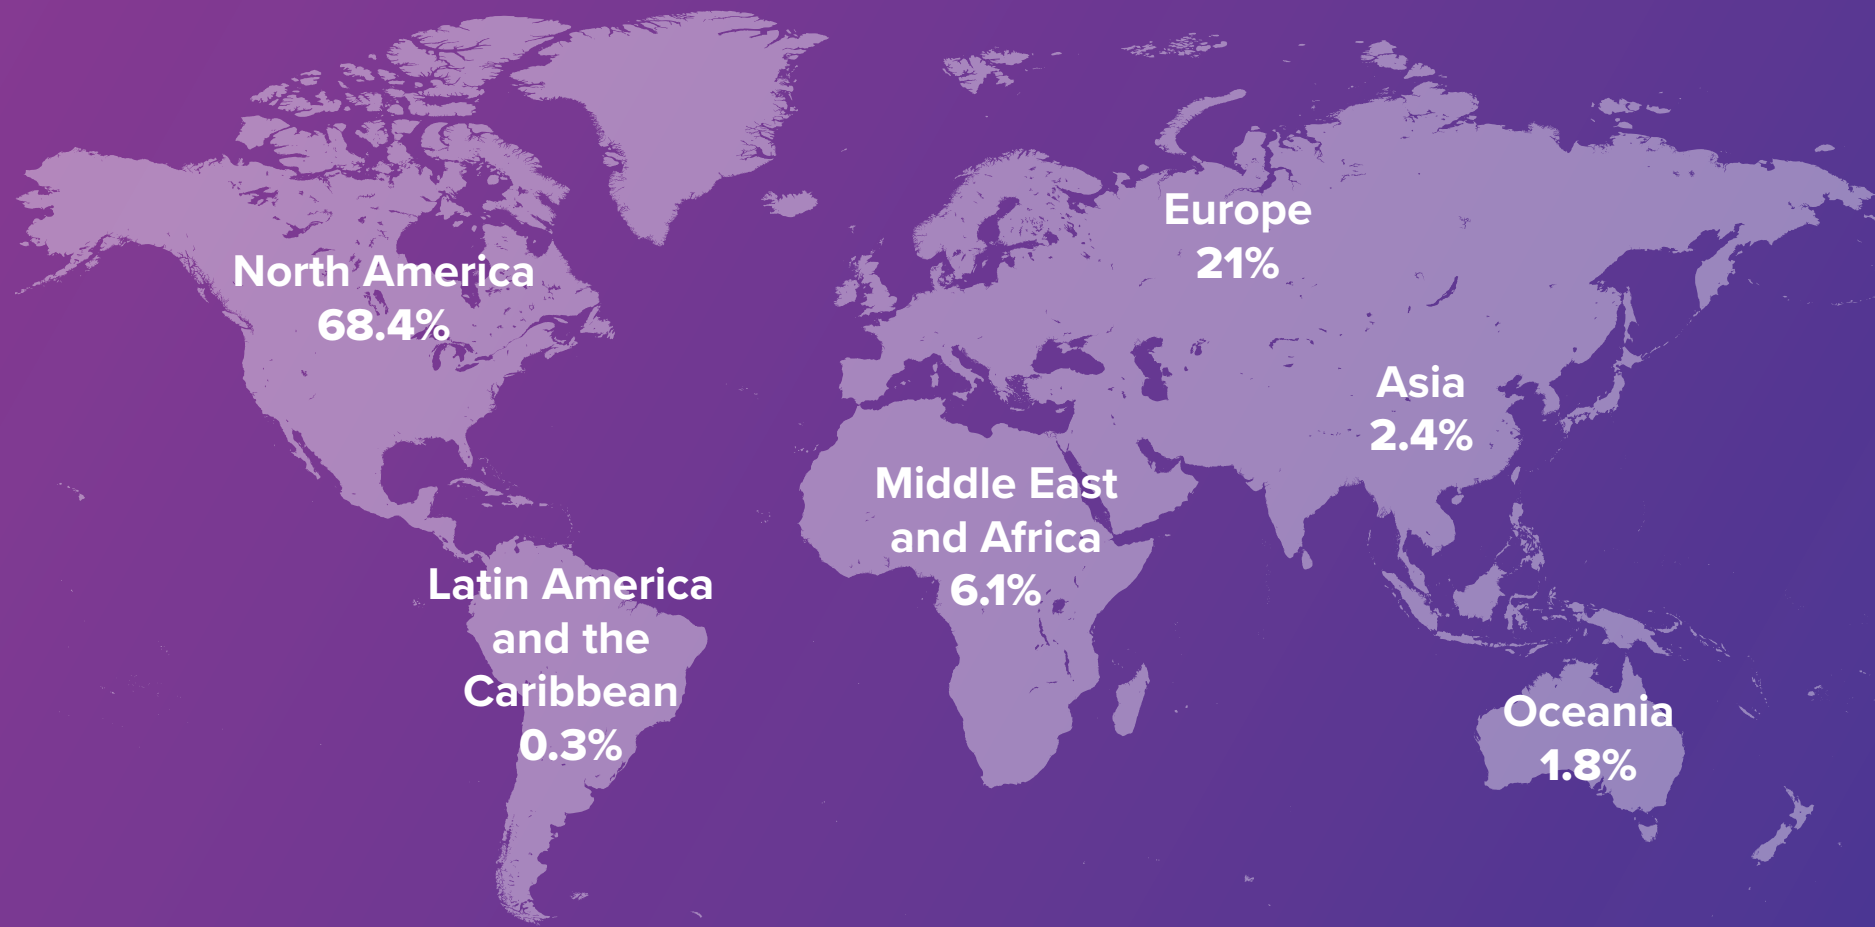 North America
68.4%
Europe
21%
Asia
2.4%
Middle East
and Africa
6.1%
Latin America
and the
Caribbean
0.3%
Oceania
1.8%